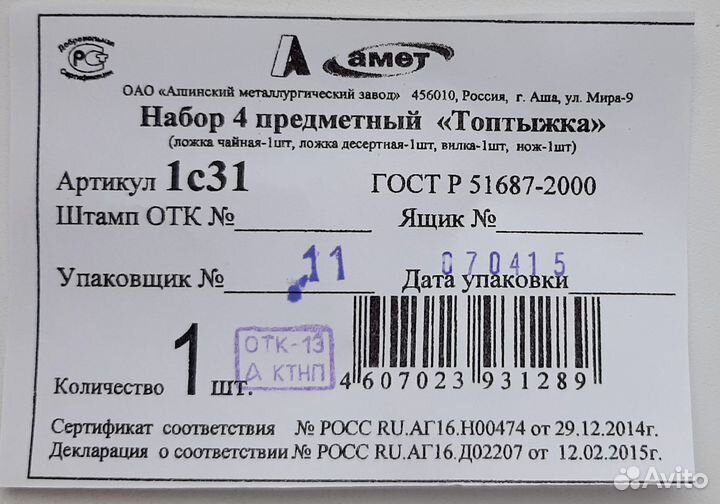 Добровольная
РСТ
Сертификация
амет
ОАО «Ашинский металлургический завод» 456010, Россия, г. Аша, ул. Мира-9
Набор 4 предметный «Топтыжка»
(ложка чайная-1шт, ложка десертная-1шт, вилка-1шт, нож-1шт)
Артикул 1с31 ГОСТ Р 51687-2000
Штамп ОТК №____________ Ящик №____________
Упаковщик № 11 Дата упаковки 070415
Количество 1 шт.
ОТК-13
А КТНП
4 607023 931289
Сертификат соответствия № РОСС RU.АГ16.Н00474 от 29.12.2014г.
Декларация о соответствии № РОСС RU.АГ16.Д02207 от 12.02.2015г.
Avito